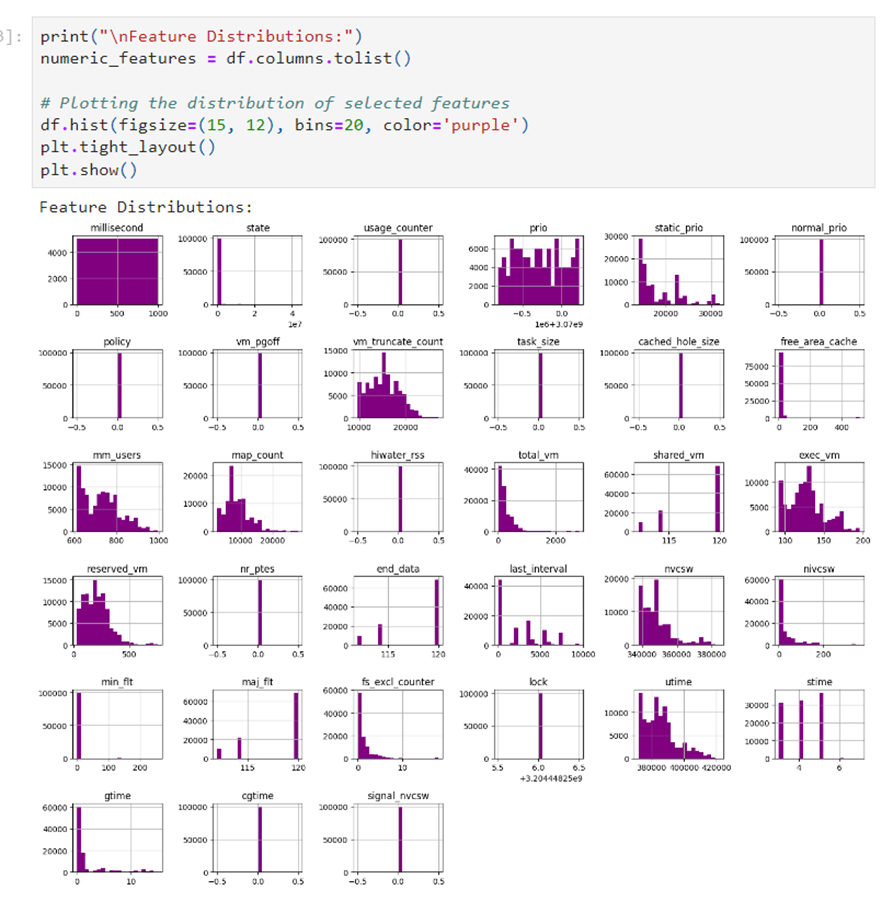 3]:
print("\nFeature Distributions:")
numeric_features = df.columns.tolist()
# Plotting the distribution of selected features
df.hist(figsize=(15, 12), bins=20, color='purple')
plt.tight_layout()
plt.show()
Feature Distributions:
millisecond state usage_counter prio static_prio normal_prio
4000 2000 0 100000 50000 0 100000 50000 0 6000 4000 2000 0 30000 20000 10000 0 100000 50000 0
0 500 1000 0 2 4 −0.5 0.0 0.5 −0.5 0.0 20000 30000 −0.5 0.0 0.5
1e7 1e6+3.07e9
policy vm_pgoff vm_truncate_count task_size cached_hole_size free_area_cache
100000 50000 0 100000 50000 0 15000 10000 5000 0 100000 50000 0 100000 50000 0 75000 50000 25000 0
−0.5 0.0 0.5 −0.5 0.0 0.5 10000 20000 −0.5 0.0 0.5 −0.5 0.0 0.5 0 200 400
mm_users map_count hiwater_rss total_vm shared_vm exec_vm
15000 10000 5000 0 20000 10000 0 100000 50000 0 40000 20000 0 60000 40000 20000 0 10000 5000 0
600 800 1000 10000 20000 −0.5 0.0 0.5 0 2000 115 120 100 150 200
reserved_vm nr_ptes end_data last_interval nvcsw nivcsw
15000 10000 5000 0 100000 50000 0 60000 40000 20000 0 40000 20000 0 20000 10000 0 60000 40000 20000 0
0 500 −0.5 0.0 0.5 115 120 0 5000 10000 340000 360000 380000 0 200
min_flt maj_flt fs_excl_counter lock utime stime
100000 50000 0 60000 40000 20000 0 60000 40000 20000 0 100000 50000 0 10000 5000 0 30000 20000 10000 0
0 100 200 115 120 0 10 5.5 6.0 6.5 380000 400000 420000 4 6
+3.20444825e9
gtime cgtime signal_nvcsw
60000 40000 20000 0 100000 50000 0 100000 50000 0
0 10 −0.5 0.0 0.5 −0.5 0.0 0.5